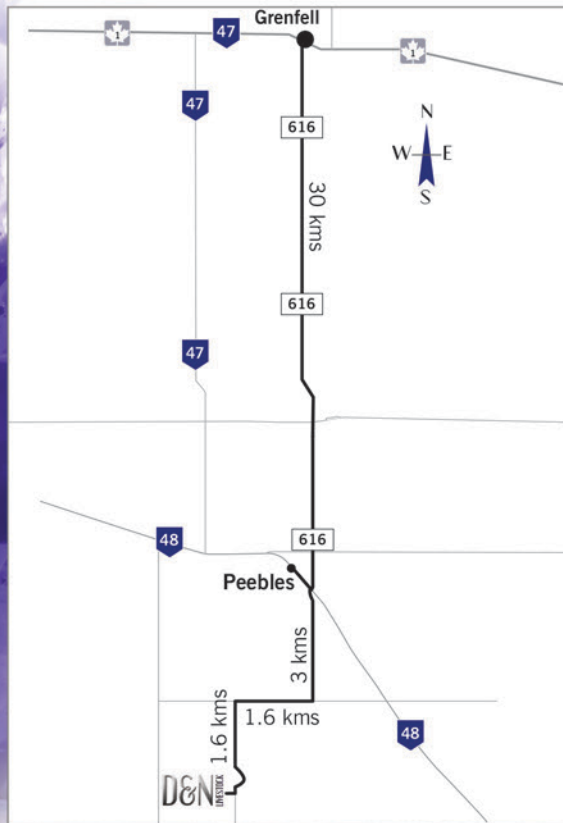 Grenfell
1
47
1
47
616
N
W E
S
30 kms
616
47
616
48
Peebles
3 kms
1.6 kms
1.6 kms
48
D&N
LIVESTOCK